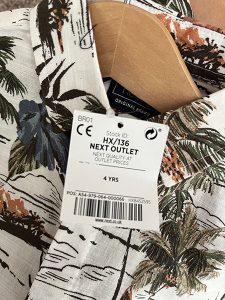 ORIGINAL
BR01
CE
Stock ID:
HX/136
NEXT OUTLET
NEXT QUALITY AT
OUTLET PRICES
4 YRS
www.next.co.uk